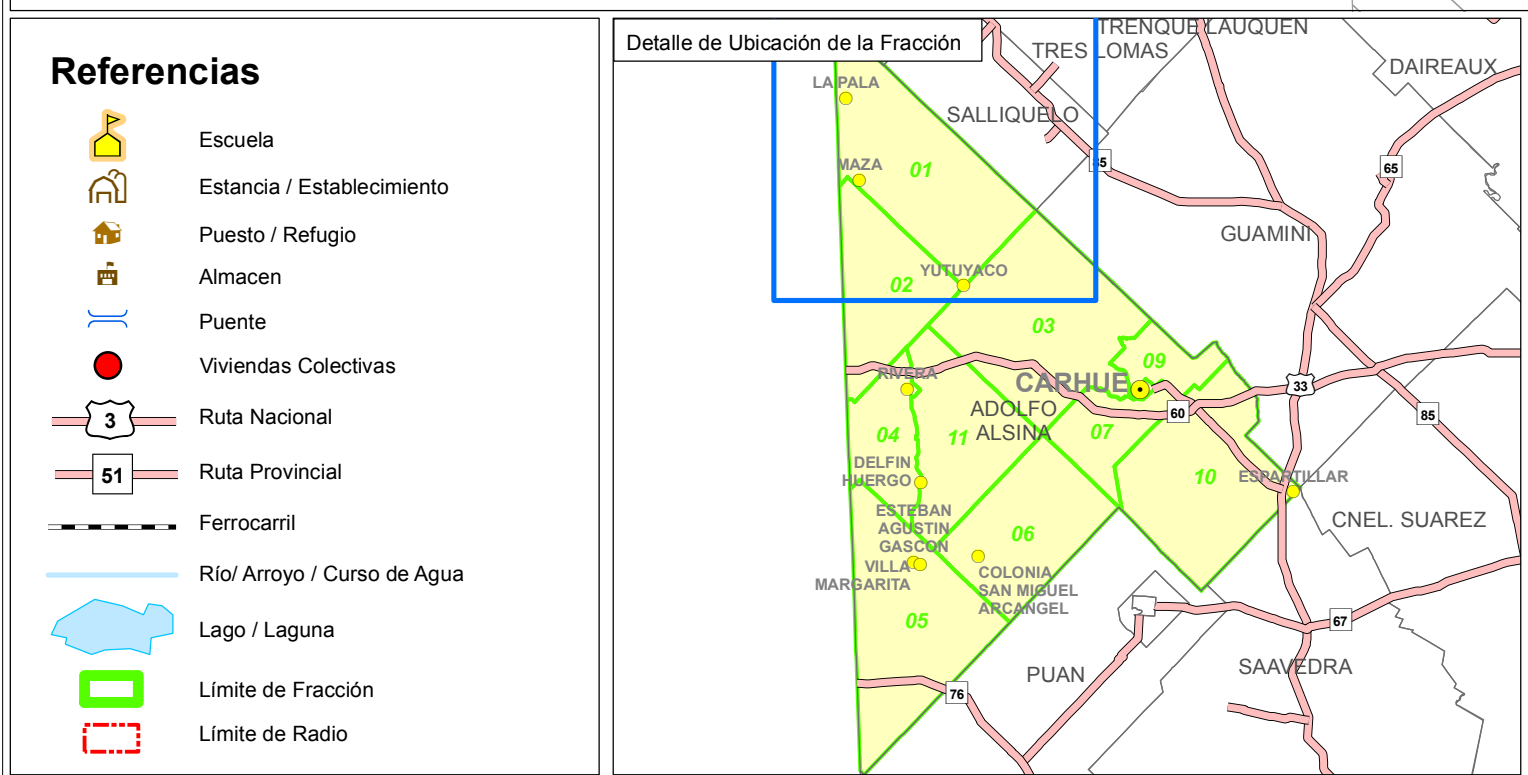 Referencias
Escuela
Estancia / Establecimiento
Puesto / Refugio
Almacen
Puente
Viviendas Colectivas
3
Ruta Nacional
51
Ruta Provincial
Ferrocarril
Río/ Arroyo / Curso de Agua
Lago / Laguna
Límite de Fracción
Límite de Radio
Detalle de Ubicación de la Fracción
TRENQUE LAUQUEN
TRES LOMAS
DAIREAUX
LA PALA
SALLIQUELO
MAZA
01
85
65
GUAMINI
YUTUYACO
02
03
09
RIVERA
CARHUE
33
60
85
ADOLFO
ALSINA
04
11
07
DELFIN
HUERGO
10
ESPARTILLAR
ESTEBAN
AGUSTIN
GASCON
CNEL. SUAREZ
06
VILLA
MARGARITA
COLONIA
SAN MIGUEL
ARCANGEL
05
67
PUAN
SAAVEDRA
76